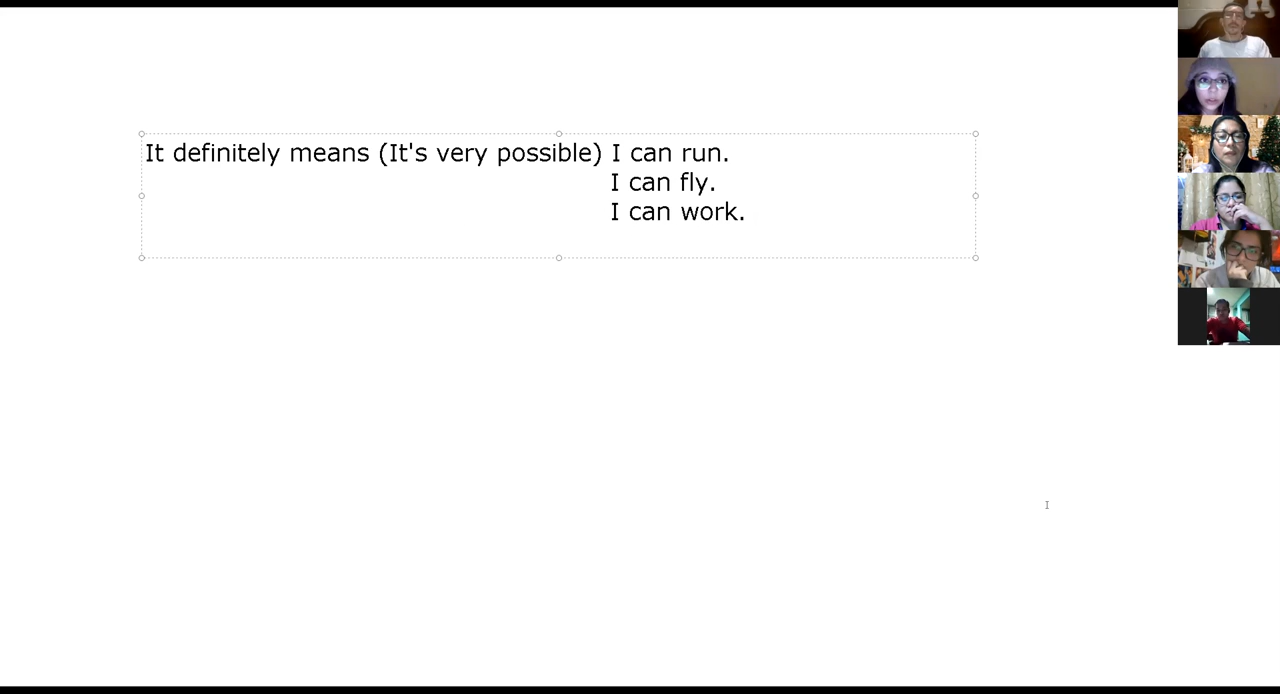 It definitely means (It's very possible) I can run.
I can fly.
I can work.